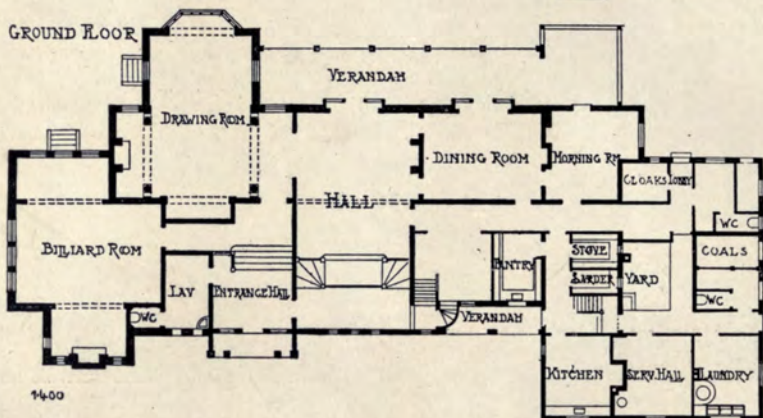 GROUND FLOOR
VERANDAH
DRAWING ROOM
DINING ROOM
MORNING RM
CLOAKS LOBBY
HALL
WC
BILLIARD ROOM
STOVE
COALS
PANTRY
LARDER
YARD
LAV
ENTRANCE HALL
WC
WC
VERANDAH
KITCHEN
SERV. HALL
LAUNDRY
1400